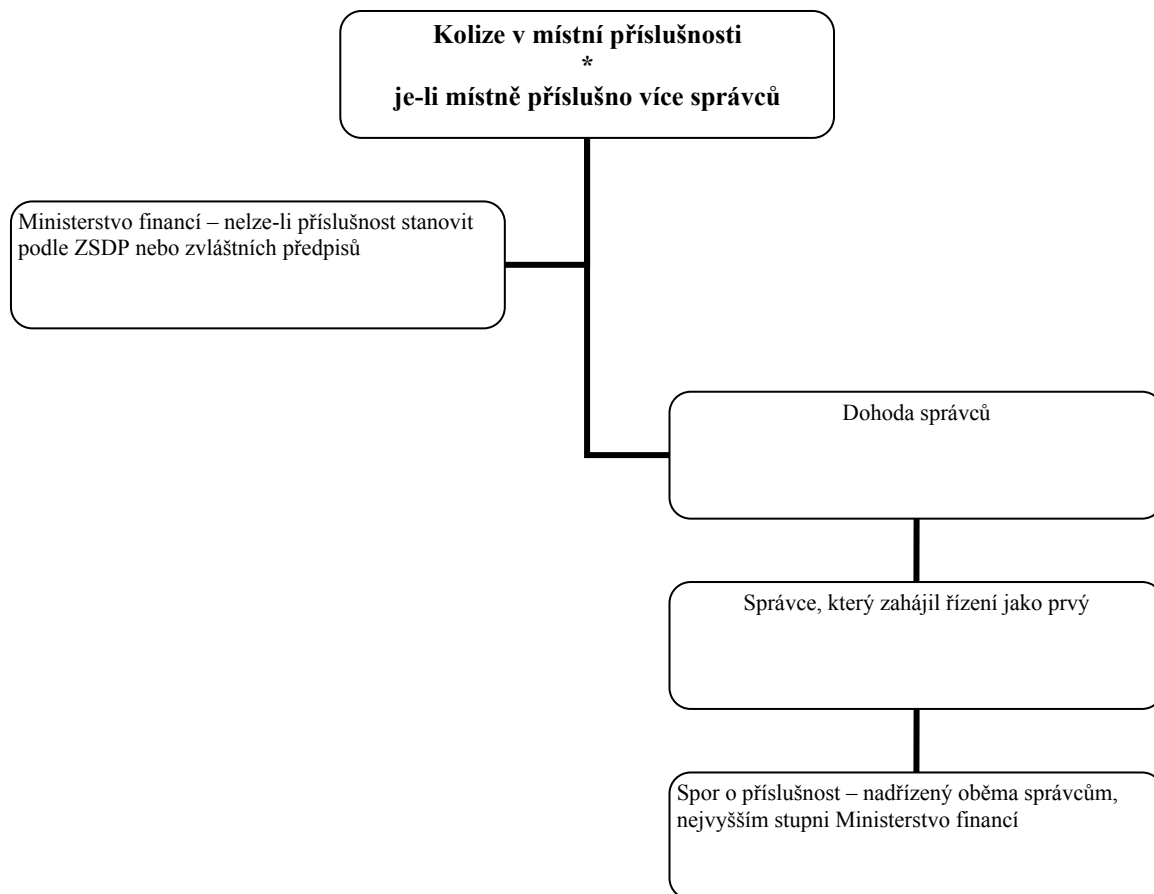 Kolize v místní příslušnosti
*
je-li místně příslušno více správců
Ministerstvo financí – nelze-li příslušnost stanovit
podle ZSDP nebo zvláštních předpisů
Dohoda správců
Správce, který zahájil řízení jako prvý
Spor o příslušnost – nadřízený oběma správcům,
nejvyšším stupni Ministerstvo financí